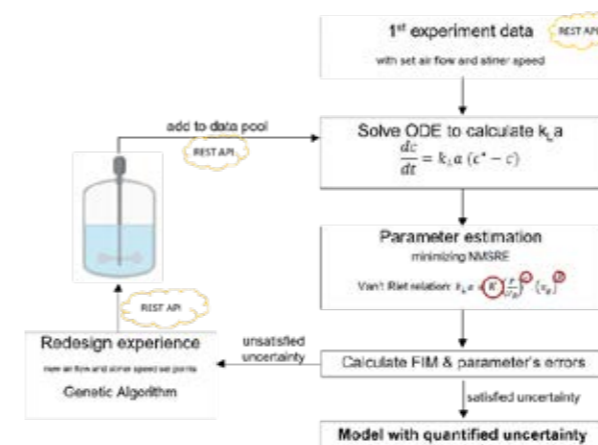 1st experiment data
REST API
with set air flow and stirrer speed
add to data pool
REST API
Solve ODE to calculate kLa
dc/dt = kLa (c* − c)
Parameter estimation
minimizing NMSRE
Van't Riet relation: kLa = K
REST API
Redesign experience
new air flow and stirrer speed set points
Genetic Algorithm
unsatisfied
uncertainty
Calculate FIM & parameter's errors
satisfied uncertainty
Model with quantified uncertainty